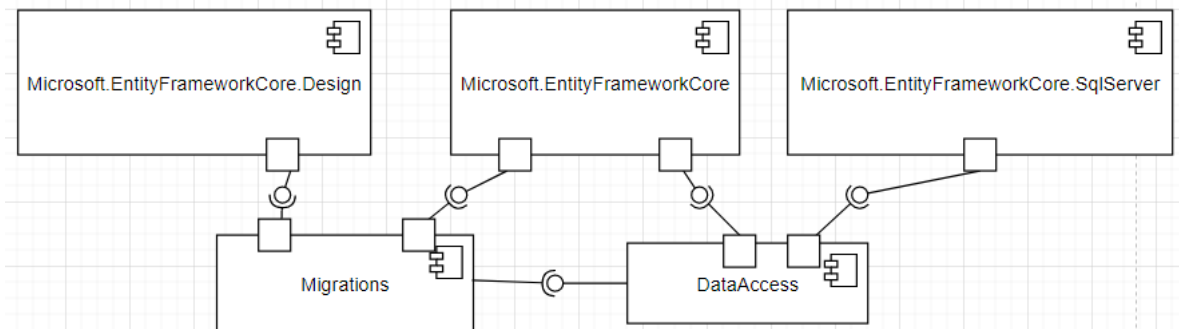 Microsoft.EntityFrameworkCore.Design
Microsoft.EntityFrameworkCore
Microsoft.EntityFrameworkCore.SqlServer
Migrations
DataAccess